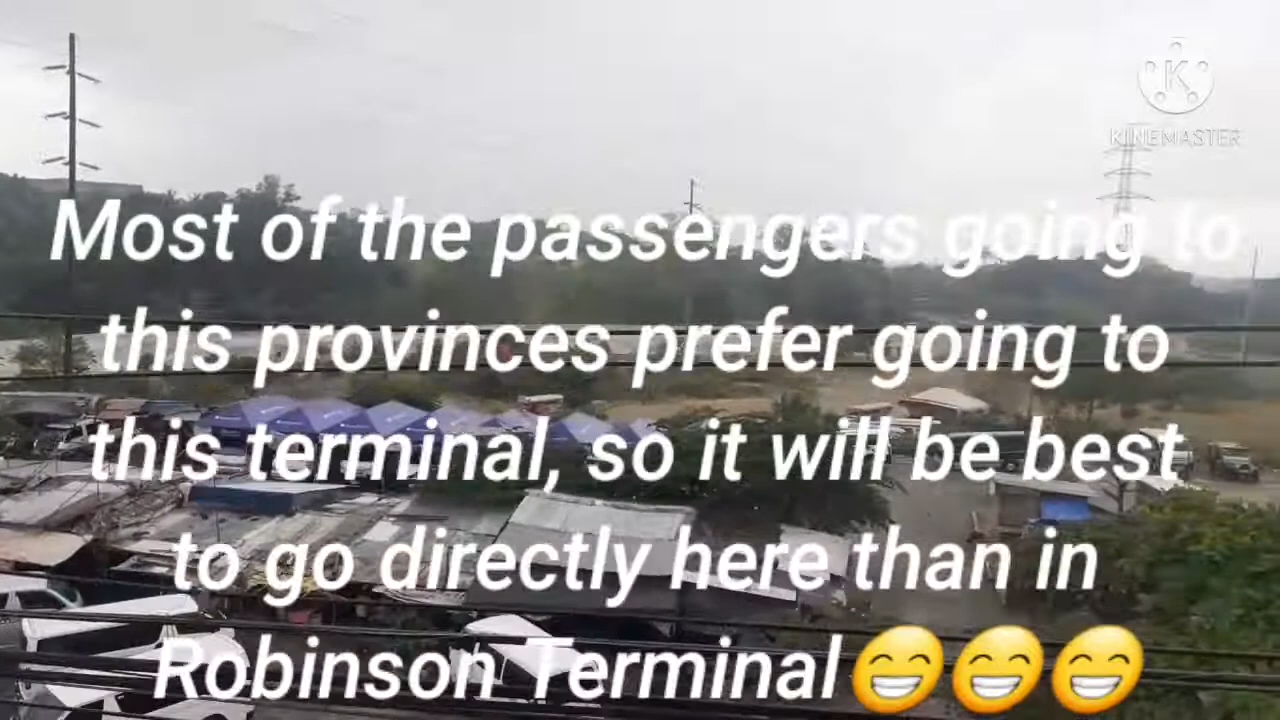 KINEMASTER
Most of the passengers going to
this provinces prefer going to
this terminal, so it will be best
to go directly here than in
Robinson Terminal😁😁😁